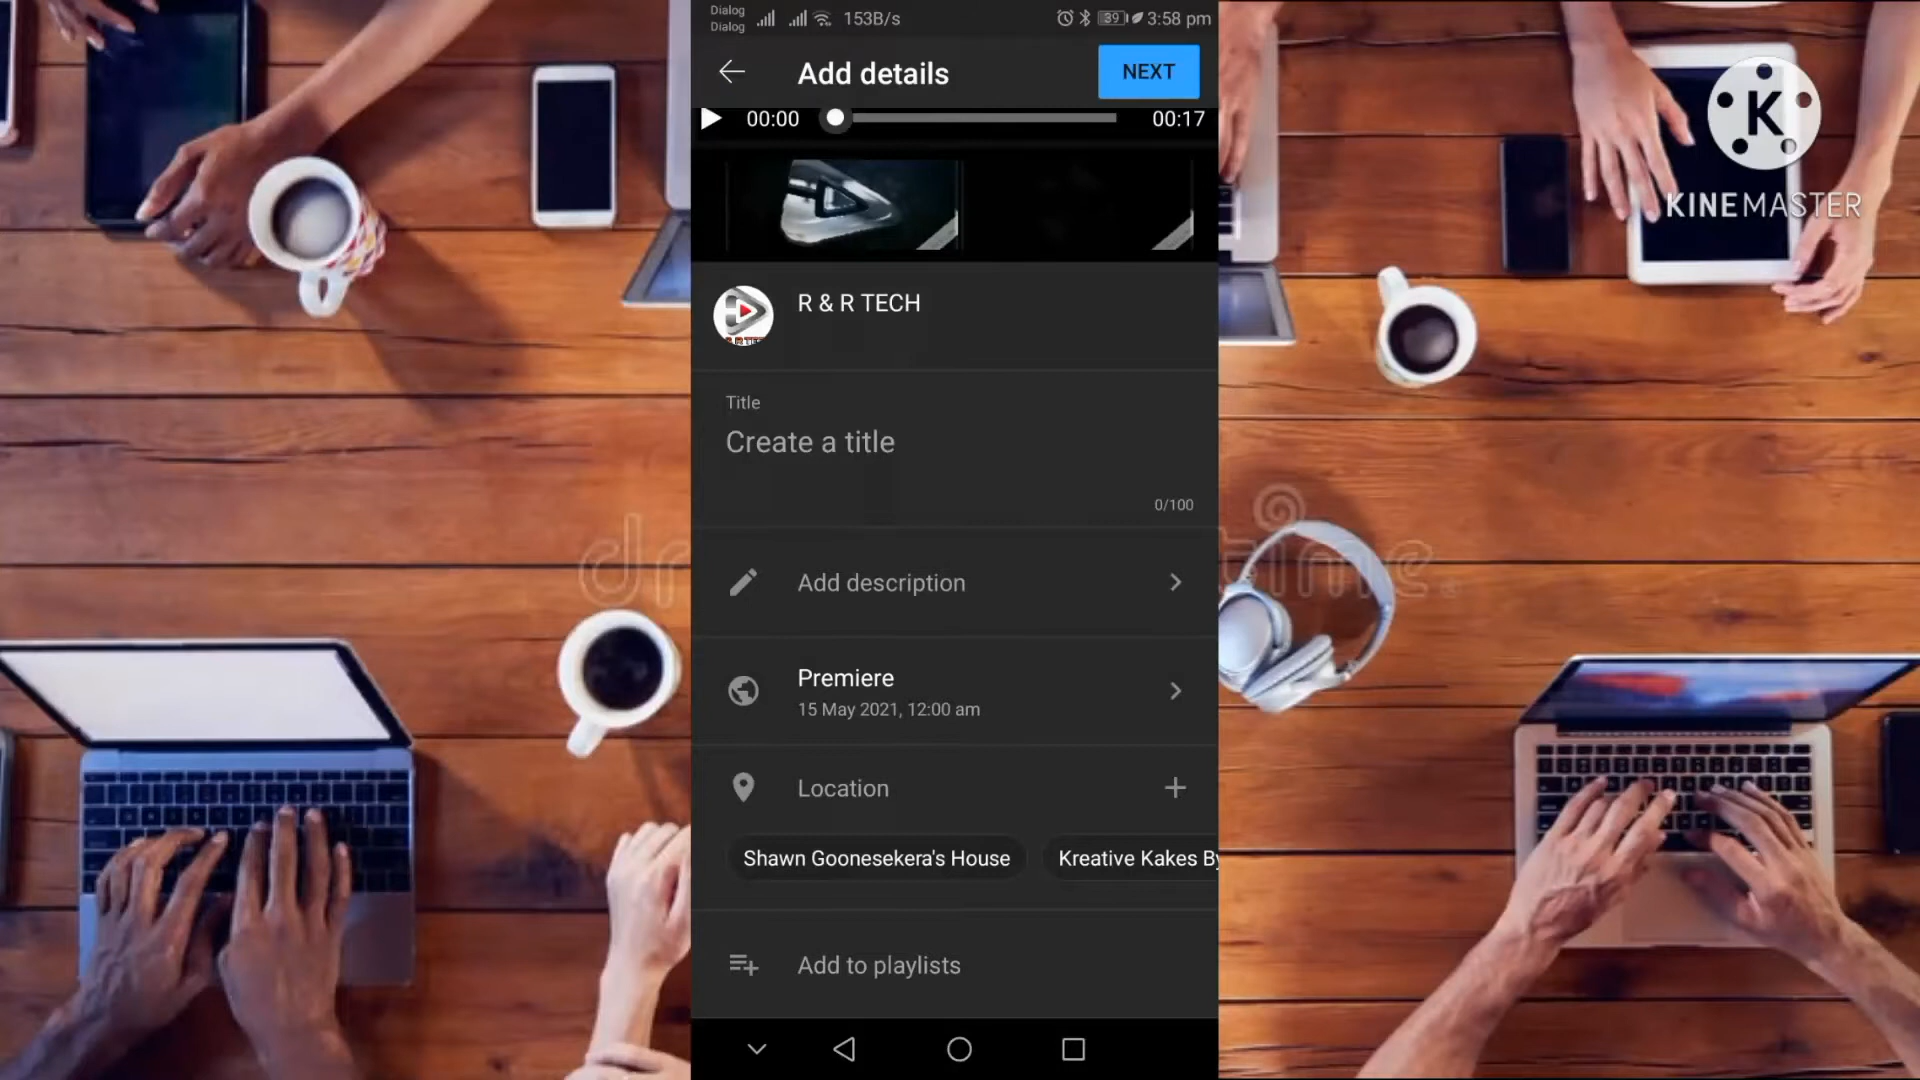 Dialog
Dialog
153B/s
39
3:58 pm
Add details
NEXT
00:00
00:17
K
KINEMASTER
R & R TECH
Title
Create a title
0/100
Add description
Premiere
15 May 2021, 12:00 am
Location
Shawn Goonesekera's House
Kreative Kakes By
Add to playlists